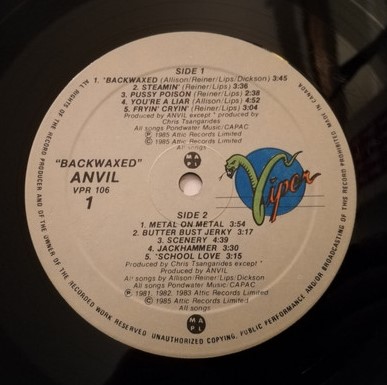 SIDE 1
1. *BACKWAXED (Allison/Reiner/Lips/Dickson) 3:45
2. STEAMIN' (Reiner/Lips) 3:36
3. PUSSY POISON (Reiner/Lips) 3:08
4. YOU'RE A LIAR (Allison/Lips) 4:52
5. FRYIN' CRYIN' (Reiner/Lips) 3:04
Produced by ANVIL except * produced by
Chris Tsangarides
All songs Pondwater Music/CAPAC
℗ 1985 Attic Records Limited
© 1985 Attic Records Limited
All songs
"BACKWAXED"
ANVIL
VPR 106
1
Viper
SIDE 2
1. METAL ON METAL 3:54
2. BUTTER BUST JERKY 3:17
3. SCENERY 4:39
4. JACKHAMMER 3:30
5. *SCHOOL LOVE 3:15
Produced by Chris Tsangarides except *
Produced by ANVIL
All songs by Allison/Reiner/Lips/Dickson
All songs Pondwater Music/CAPAC
℗ 1981, 1982, 1983 Attic Records Limited
© 1985 Attic Records Limited
M A P L
ALL RIGHTS OF THE RECORD PRODUCER AND OF THE OWNER OF THE RECORDED WORK RESERVED. UNAUTHORIZED COPYING, PUBLIC PERFORMANCE AND/OR BROADCASTING OF THIS RECORD PROHIBITED. MADE IN CANADA.